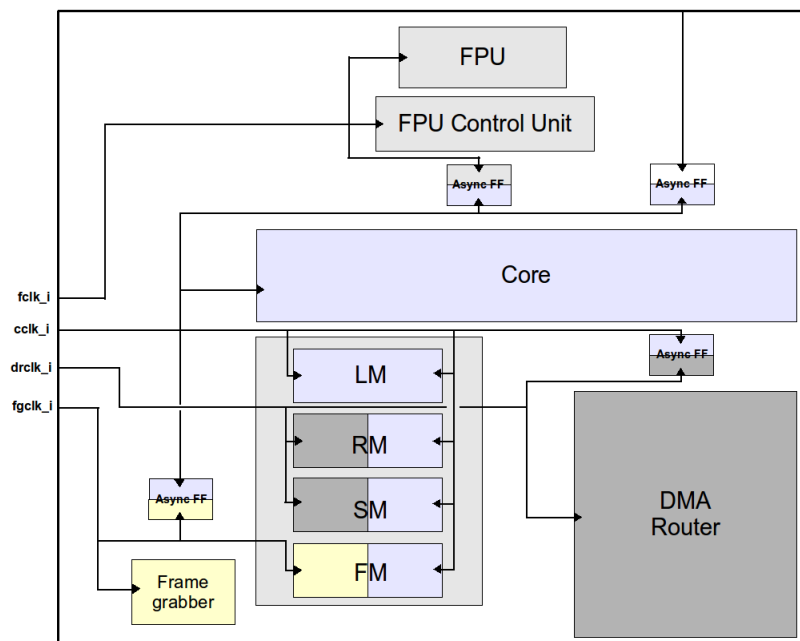 FPU
FPU Control Unit
Async FF
Async FF
Core
fclk_i
cclk_i
Async FF
drclk_i
LM
fgclk_i
RM
Async FF
SM
DMA
Router
FM
Frame
grabber